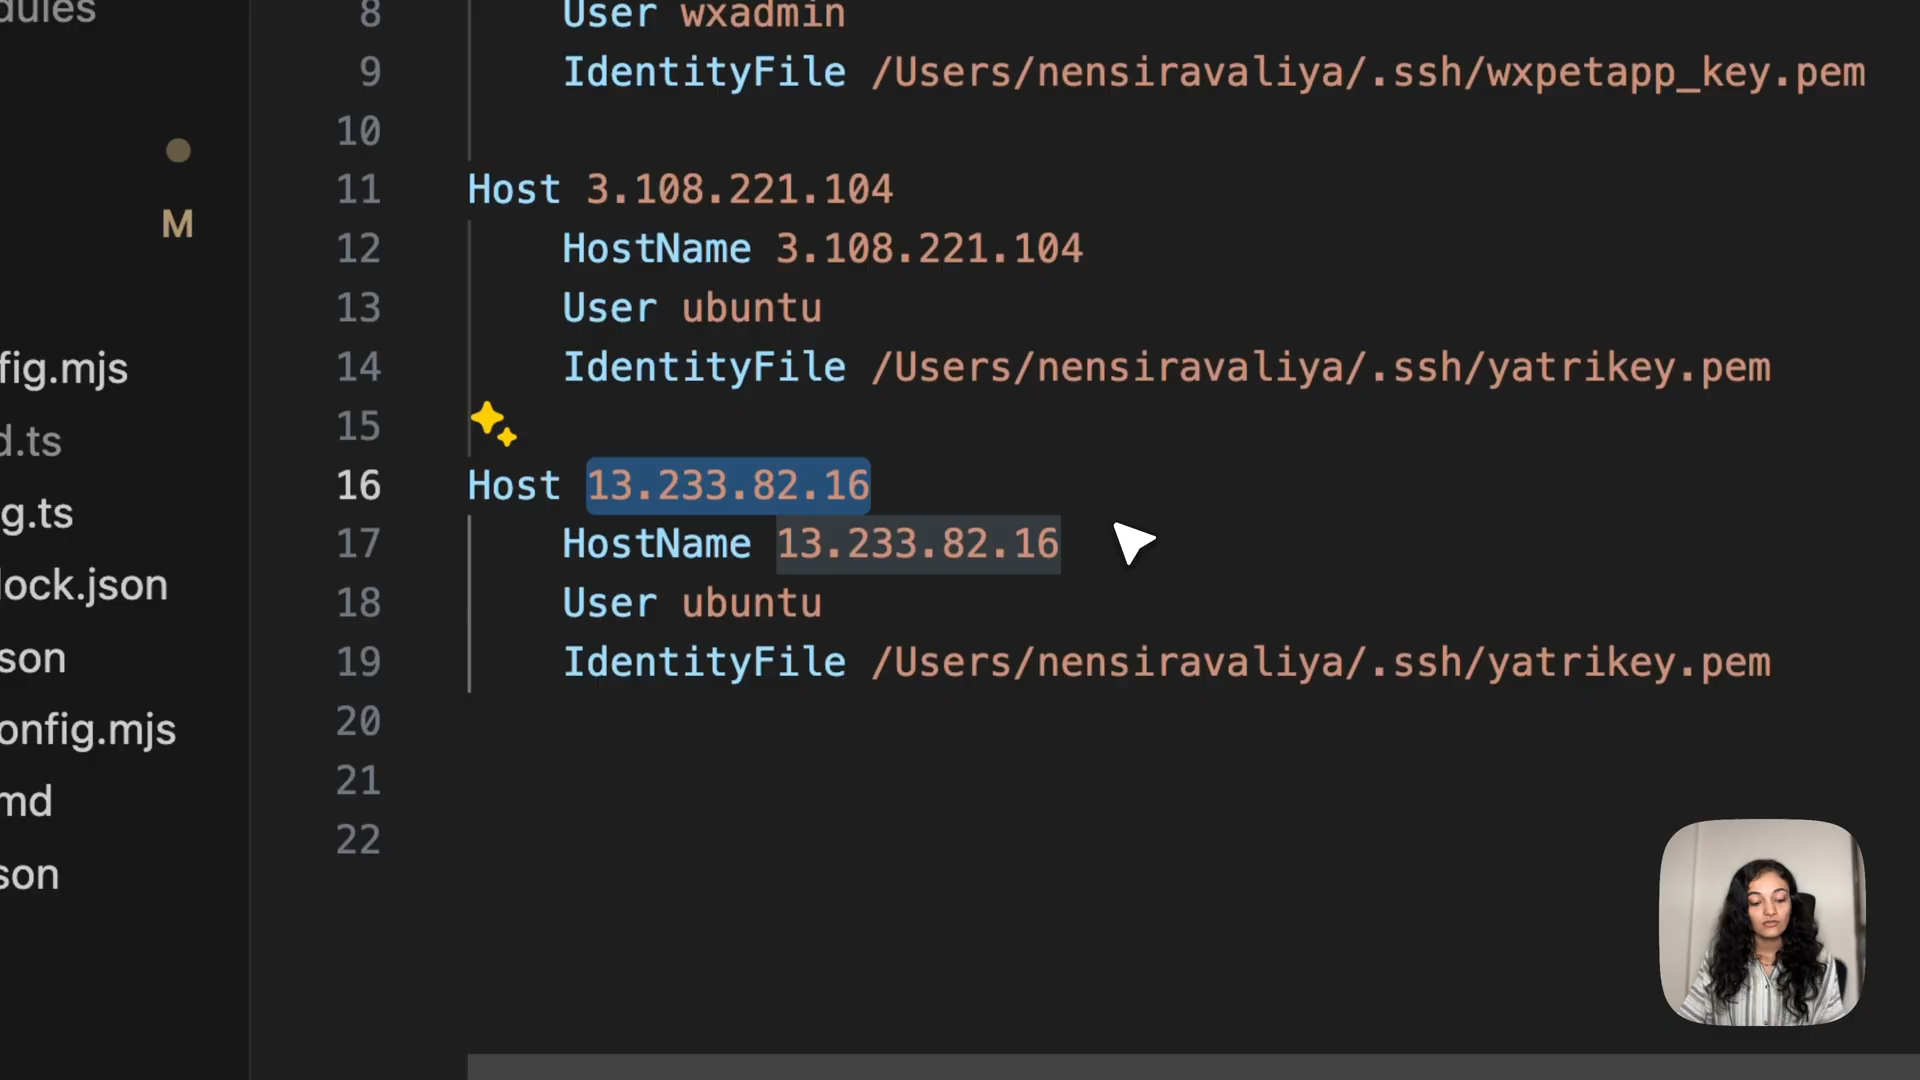 dules
M
fig.mjs
d.ts
g.ts
lock.json
son
onfig.mjs
md
son
8 User wxadmin
9 IdentityFile /Users/nensiravaliya/.ssh/wxpetapp_key.pem
10
11 Host 3.108.221.104
12 HostName 3.108.221.104
13 User ubuntu
14 IdentityFile /Users/nensiravaliya/.ssh/yatrikey.pem
15
16 Host 13.233.82.16
17 HostName 13.233.82.16
18 User ubuntu
19 IdentityFile /Users/nensiravaliya/.ssh/yatrikey.pem
20
21
22